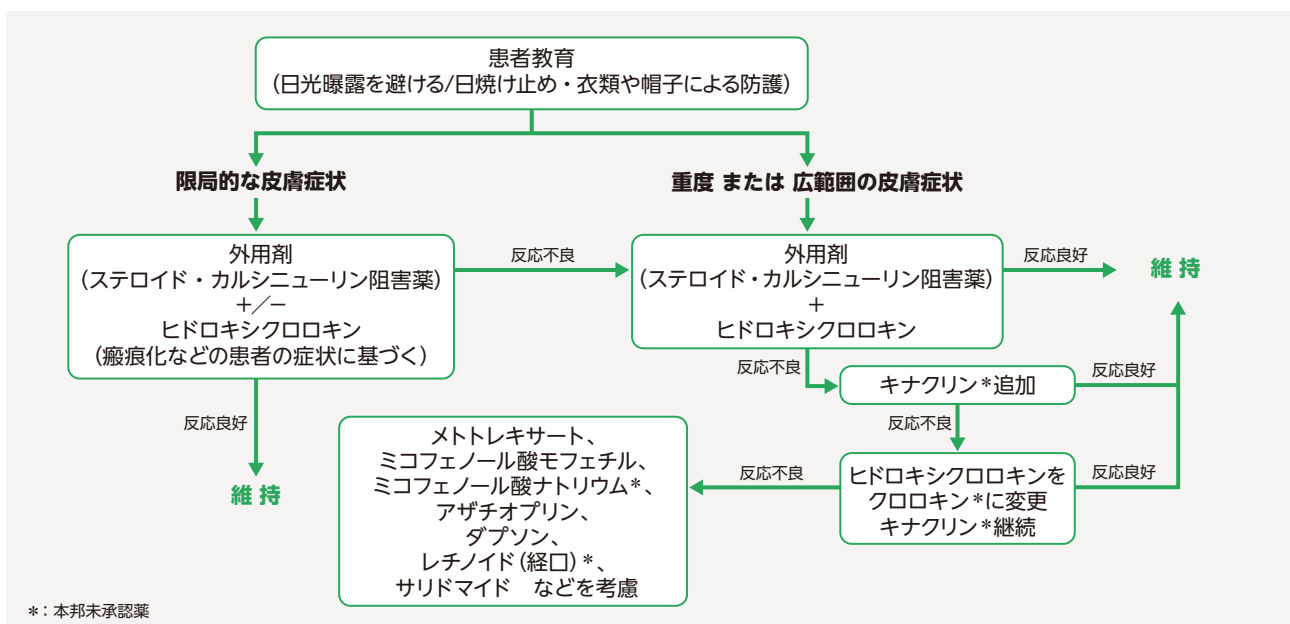 患者教育
(日光曝露を避ける/日焼け止め・衣類や帽子による防護)
限局的な皮膚症状
重度 または 広範囲の皮膚症状
外用剤
(ステロイド・カルシニューリン阻害薬)
+/−
ヒドロキシクロロキン
(瘢痕化などの患者の症状に基づく)
反応不良
外用剤
(ステロイド・カルシニューリン阻害薬)
+
ヒドロキシクロロキン
反応良好
維持
反応不良
キナクリン*追加
反応良好
反応良好
維持
反応不良
ヒドロキシクロロキンを
クロロキン*に変更
キナクリン*継続
反応良好
反応不良
メトトレキサート、
ミコフェノール酸モフェチル、
ミコフェノール酸ナトリウム*、
アザチオプリン、
ダプソン、
レチノイド(経口)*、
サリドマイド などを考慮
*：本邦未承認薬